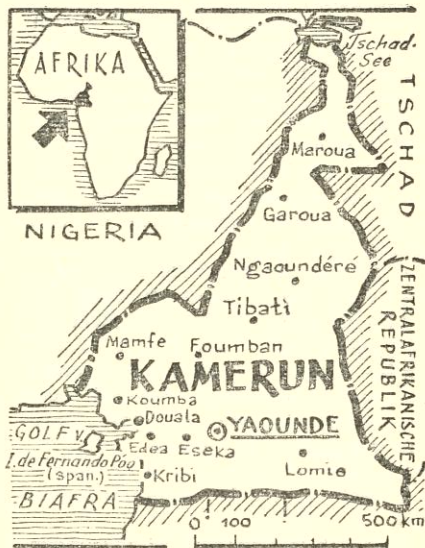 AFRIKA
Tschad-
See
TSCHAD
Maroua
Garoua
NIGERIA
Ngaoundéré
Tibati
ZENTRALAFRIKANISCHE
REPUBLIK
Mamfe
Foumban
KAMERUN
Koumba
Douala
GOLF v.
YAOUNDE
Edea Eseka
I. de Fernando Poo
(span.)
Lomie
Kribi
BIAFRA
0 100 500 km